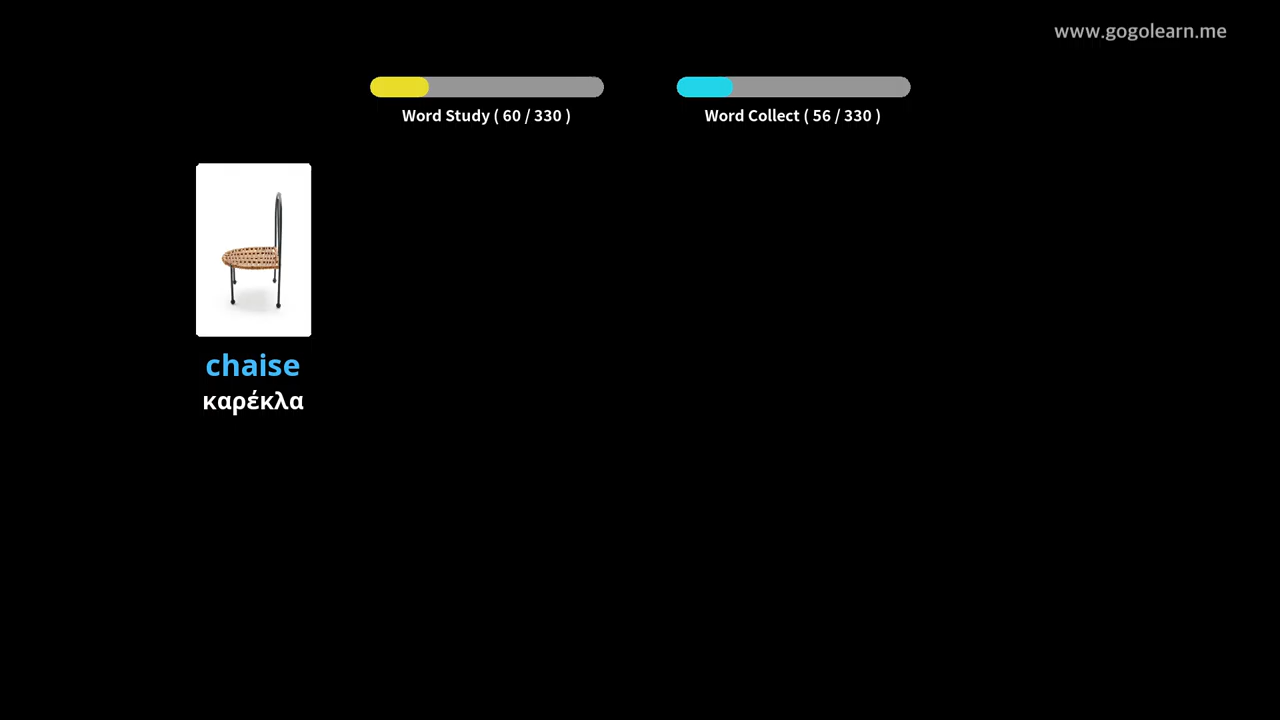 www.gogolearn.me
Word Study ( 60 / 330 )
Word Collect ( 56 / 330 )
chaise
καρέκλα